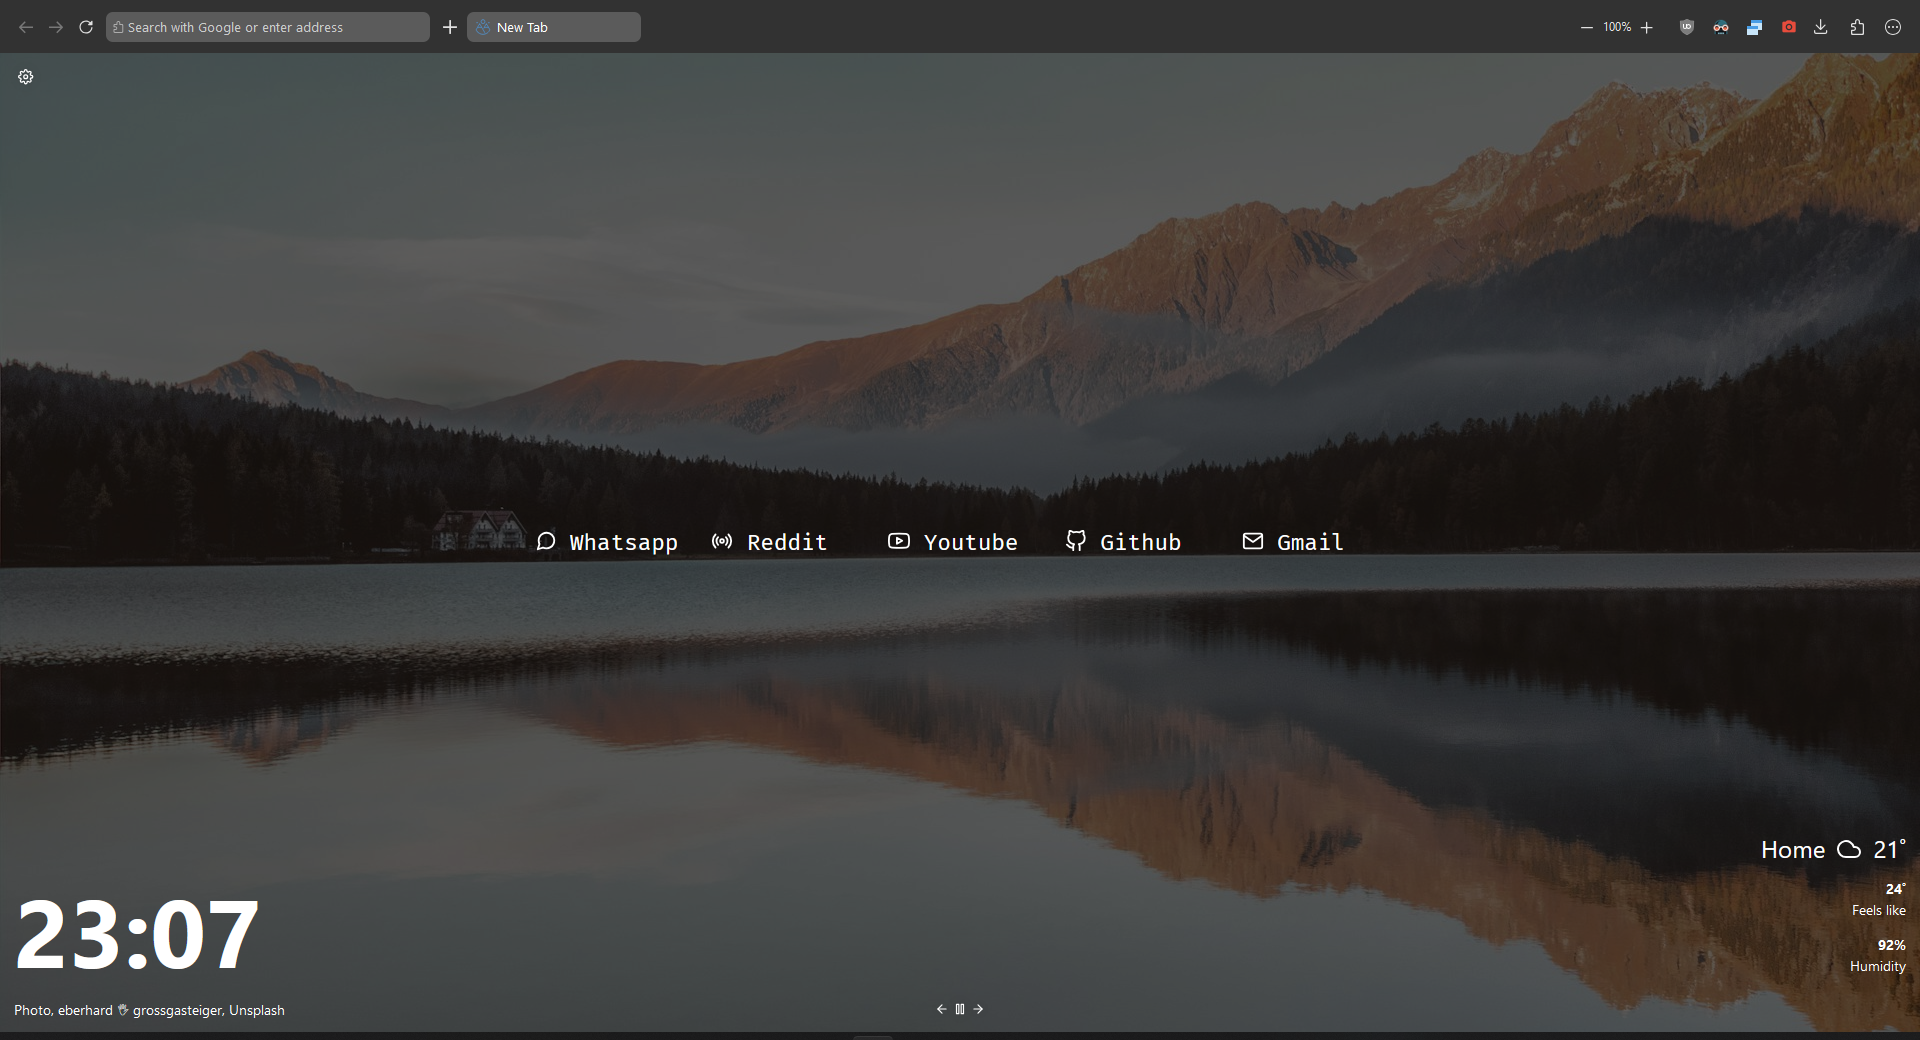 Search with Google or enter address
New Tab
100%
Whatsapp
Reddit
Youtube
Github
Gmail
Home 21°
24°
Feels like
92%
Humidity
23:07
Photo, eberhard 🖐 grossgasteiger, Unsplash